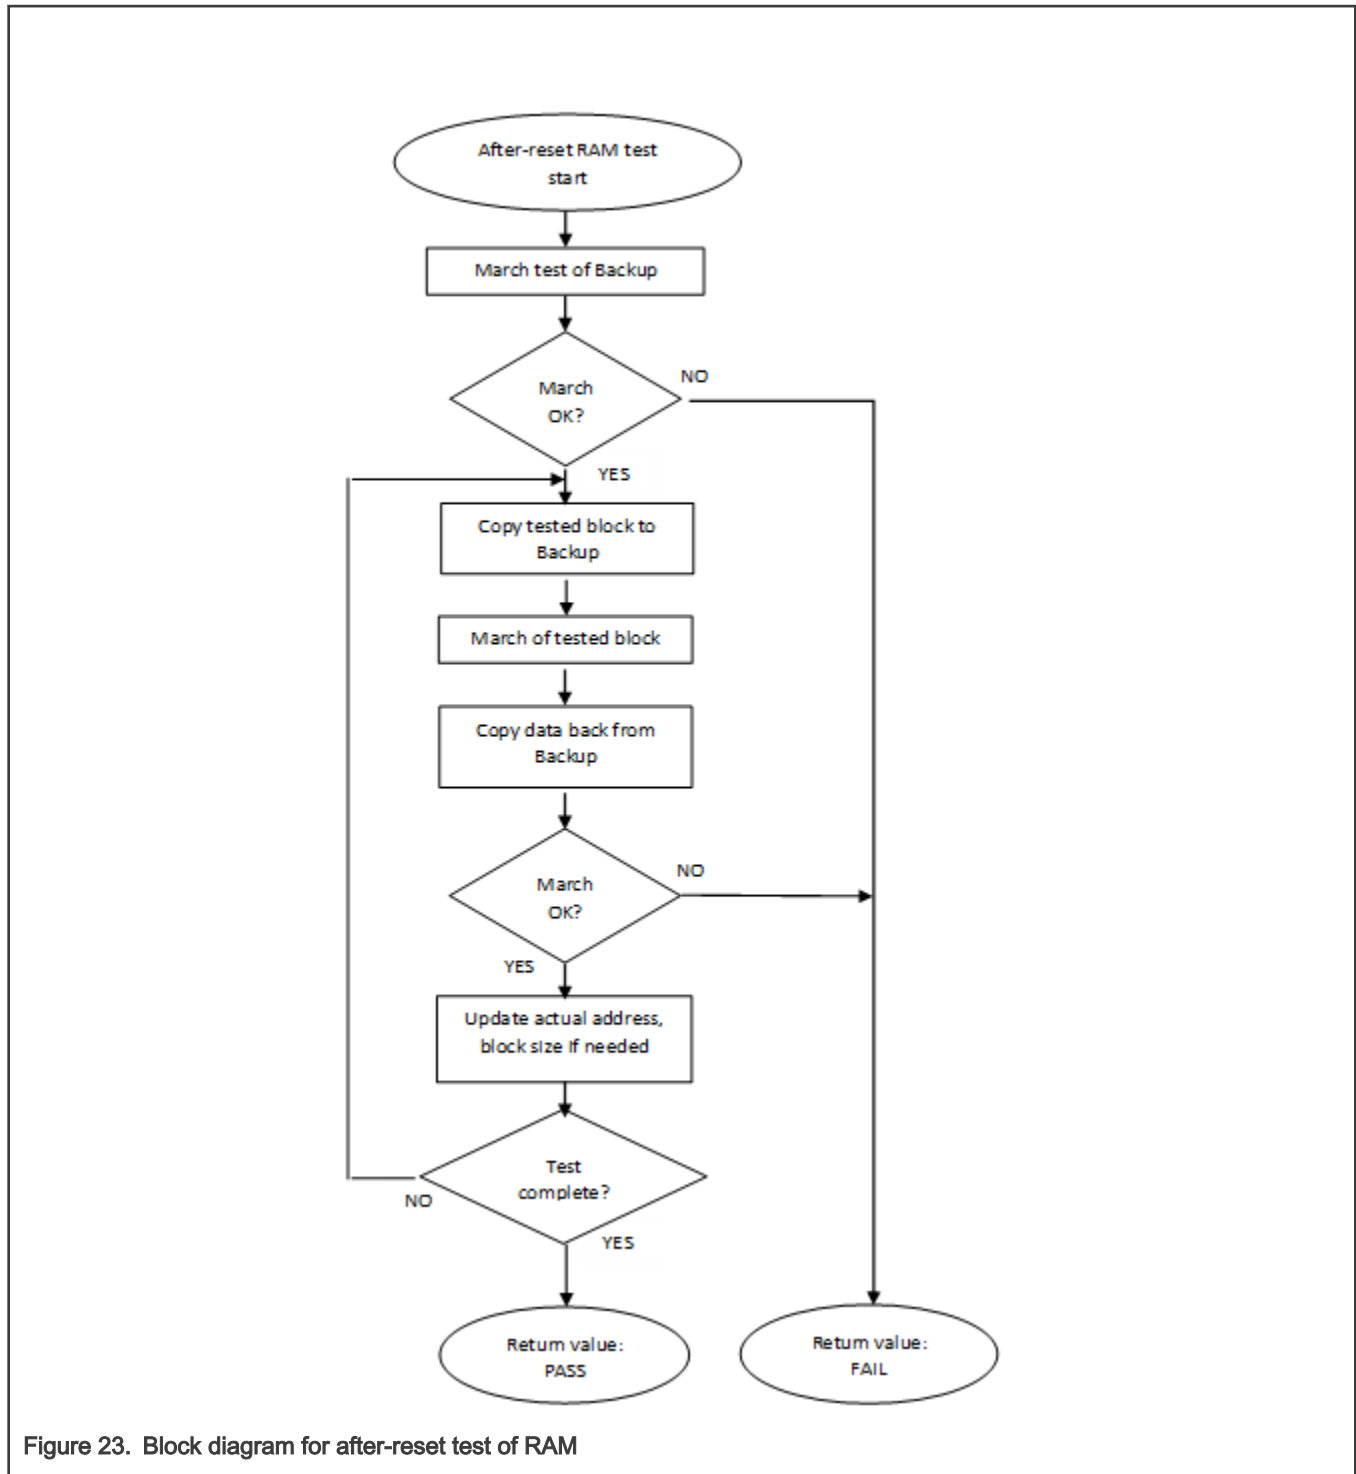 After-reset RAM test
start
March test of Backup
March
OK?
NO
YES
Copy tested block to
Backup
March of tested block
Copy data back from
Backup
March
OK?
NO
YES
Update actual address,
block size if needed
Test
complete?
NO
YES
Return value:
PASS
Return value:
FAIL
Figure 23. Block diagram for after-reset test of RAM